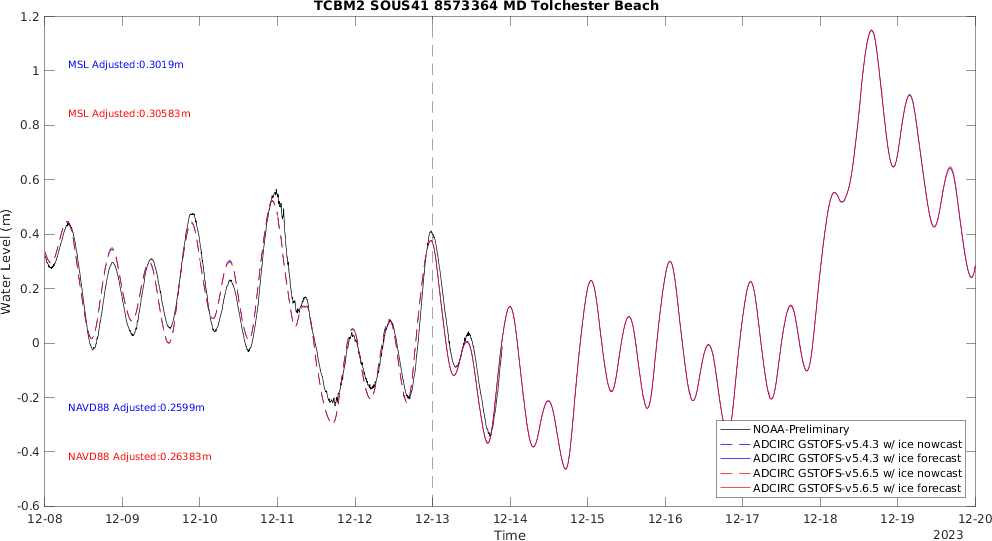 TCBM2 SOUS41 8573364 MD Tolchester Beach
1.2
1
0.8
0.6
0.4
0.2
0
-0.2
-0.4
-0.6
Water Level (m)
MSL Adjusted:0.3019m
MSL Adjusted:0.30583m
NAVD88 Adjusted:0.2599m
NAVD88 Adjusted:0.26383m
NOAA-Preliminary
ADCIRC GSTOFS-v5.4.3 w/ ice nowcast
ADCIRC GSTOFS-v5.4.3 w/ ice forecast
ADCIRC GSTOFS-v5.6.5 w/ ice nowcast
ADCIRC GSTOFS-v5.6.5 w/ ice forecast
12-08 12-09 12-10 12-11 12-12 12-13 12-14 12-15 12-16 12-17 12-18 12-19 12-20
Time
2023